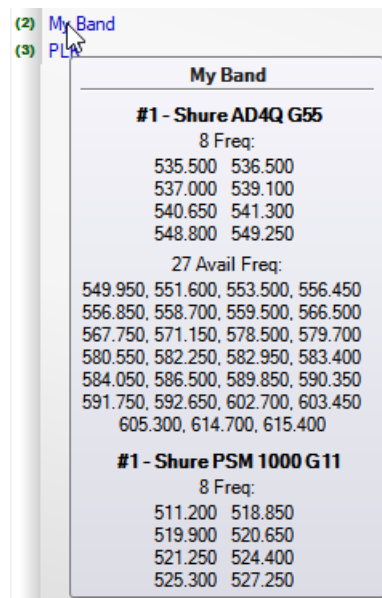 (2) My Band
(3) PLK
My Band
#1 - Shure AD4Q G55
8 Freq:
535.500 536.500
537.000 539.100
540.650 541.300
548.800 549.250
27 Avail Freq:
549.950, 551.600, 553.500, 556.450
556.850, 558.700, 559.500, 566.500
567.750, 571.150, 578.500, 579.700
580.550, 582.250, 582.950, 583.400
584.050, 586.500, 589.850, 590.350
591.750, 592.650, 602.700, 603.450
605.300, 614.700, 615.400
#1 - Shure PSM 1000 G11
8 Freq:
511.200 518.850
519.900 520.650
521.250 524.400
525.300 527.250